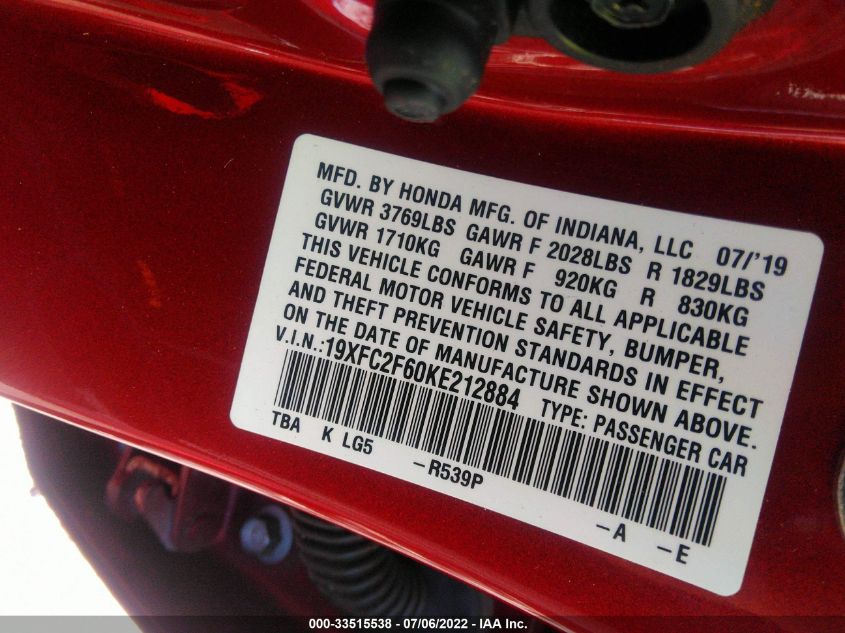 MFD. BY HONDA MFG. OF INDIANA, LLC 07/'19
GVWR 3769LBS GAWR F 2028LBS R 1829LBS
GVWR 1710KG GAWR F 920KG R 830KG
THIS VEHICLE CONFORMS TO ALL APPLICABLE
FEDERAL MOTOR VEHICLE SAFETY, BUMPER,
AND THEFT PREVENTION STANDARDS IN EFFECT
ON THE DATE OF MANUFACTURE SHOWN ABOVE.
V.I.N.: 19XFC2F60KE212884 TYPE: PASSENGER CAR
TBA K LG5 -R539P -A -E
000-33515538 - 07/06/2022 - IAA Inc.